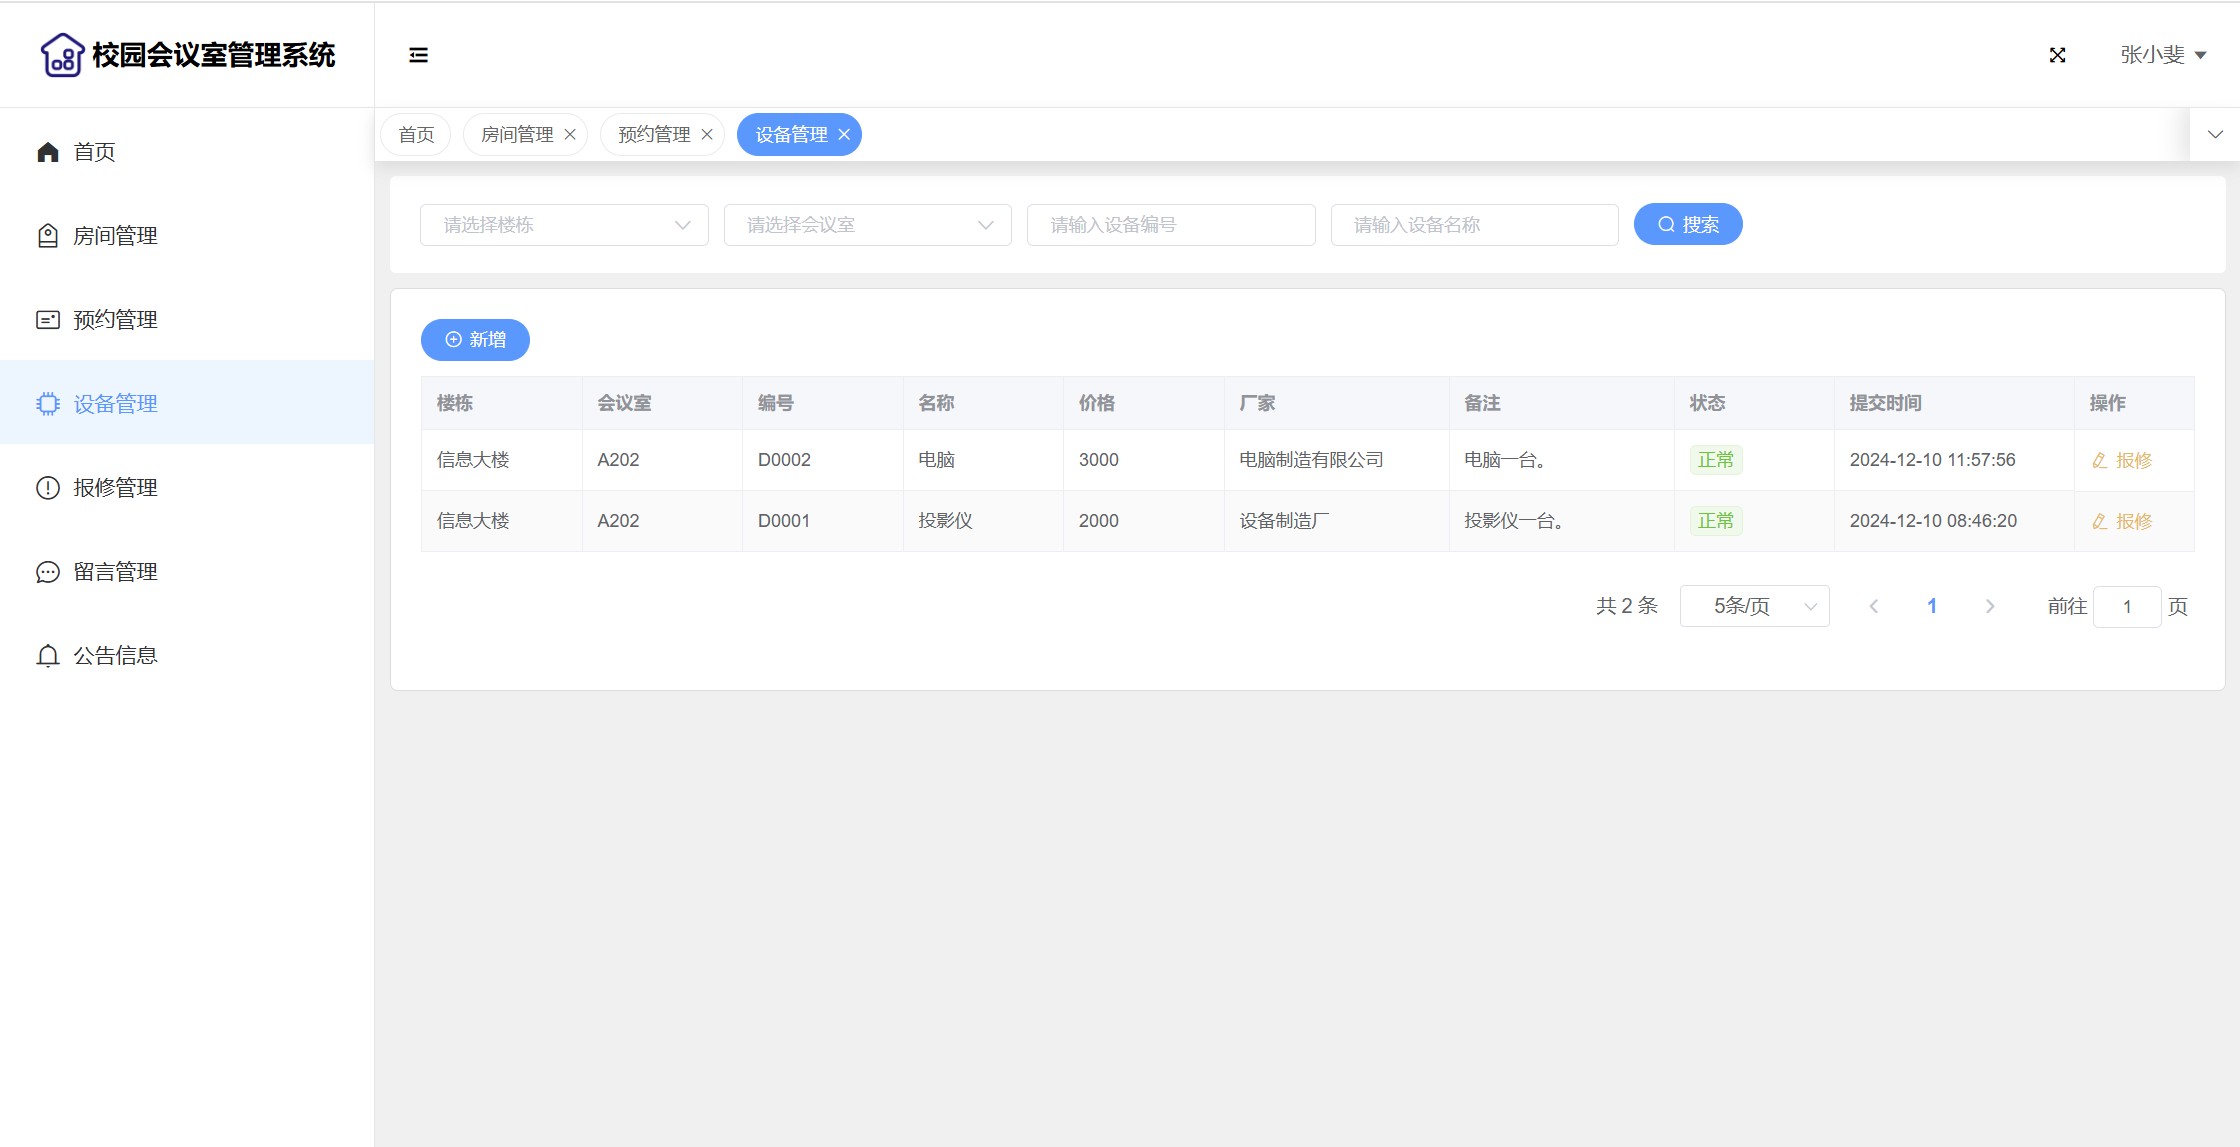 校园会议室管理系统
张小斐
首页
房间管理
预约管理
设备管理
报修管理
留言管理
公告信息
首页 房间管理 预约管理 设备管理
请选择楼栋 请选择会议室 请输入设备编号 请输入设备名称 搜索
新增
楼栋 会议室 编号 名称 价格 厂家 备注 状态 提交时间 操作
信息大楼 A202 D0002 电脑 3000 电脑制造有限公司 电脑一台。 正常 2024-12-10 11:57:56 报修
信息大楼 A202 D0001 投影仪 2000 设备制造厂 投影仪一台。 正常 2024-12-10 08:46:20 报修
共 2 条 5条/页 1 前往 1 页